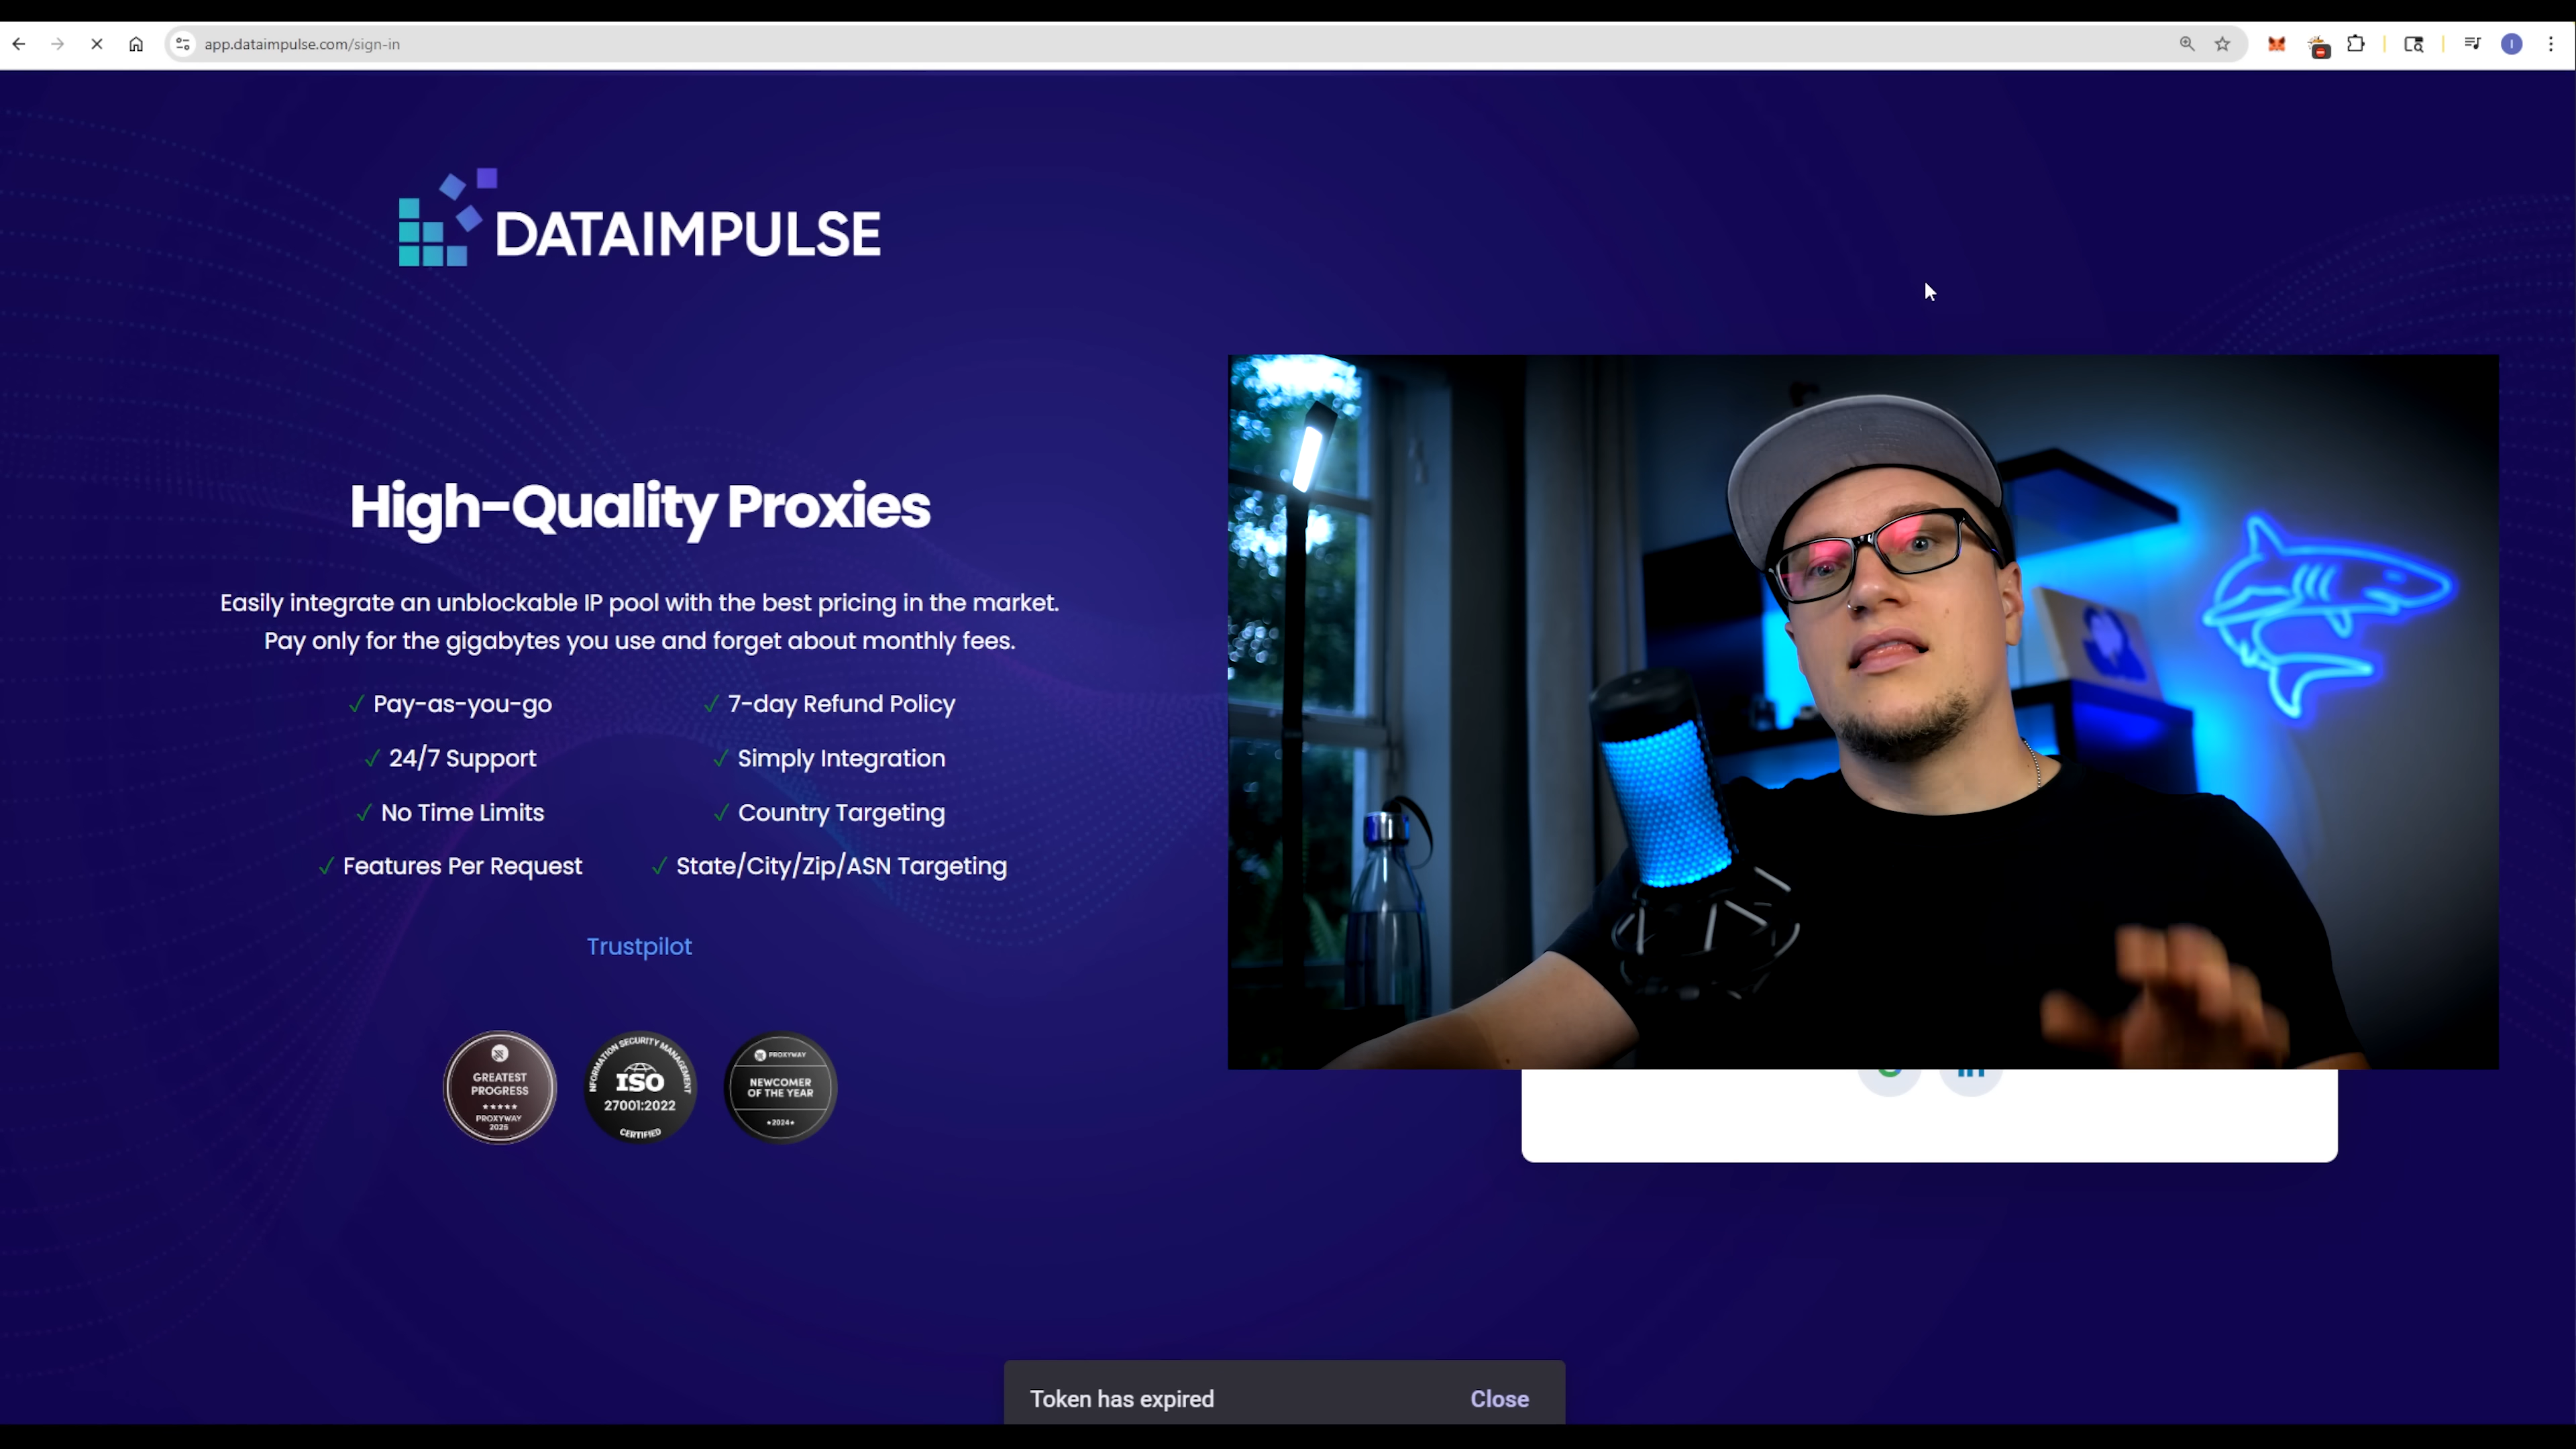 app.dataimpulse.com/sign-in
I
DATAIMPULSE
High-Quality Proxies
Easily integrate an unblockable IP pool with the best pricing in the market.
Pay only for the gigabytes you use and forget about monthly fees.
✓ Pay-as-you-go
✓ 7-day Refund Policy
✓ 24/7 Support
✓ Simply Integration
✓ No Time Limits
✓ Country Targeting
✓ Features Per Request
✓ State/City/Zip/ASN Targeting
Trustpilot
GREATEST
PROGRESS
PROXYWAY
2025
INFORMATION SECURITY MANAGEMENT
ISO
27001:2022
CERTIFIED
PROXYWAY
NEWCOMER
OF THE YEAR
2024
Token has expired
Close